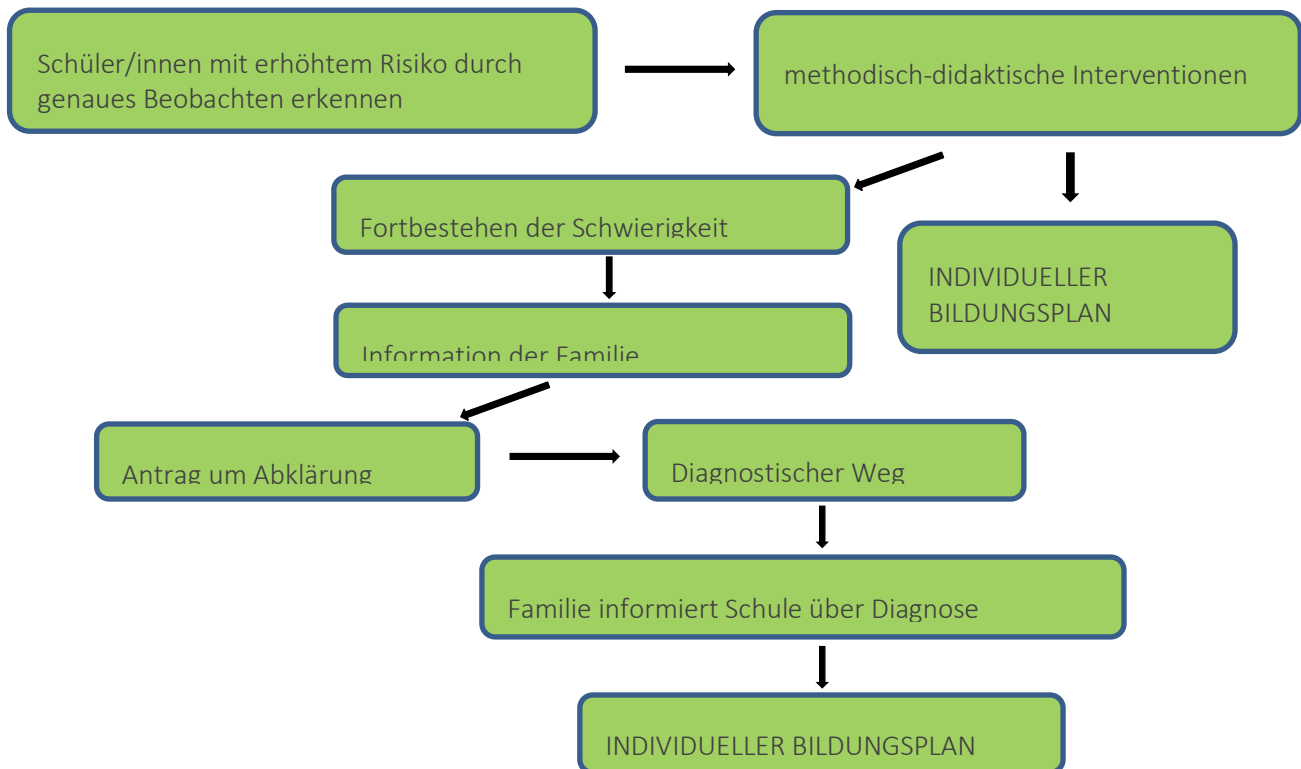 Schüler/innen mit erhöhtem Risiko durch
genaues Beobachten erkennen
methodisch-didaktische Interventionen
Fortbestehen der Schwierigkeit
INDIVIDUELLER
BILDUNGSPLAN
Information der Familie
Antrag um Abklärung
Diagnostischer Weg
Familie informiert Schule über Diagnose
INDIVIDUELLER BILDUNGSPLAN